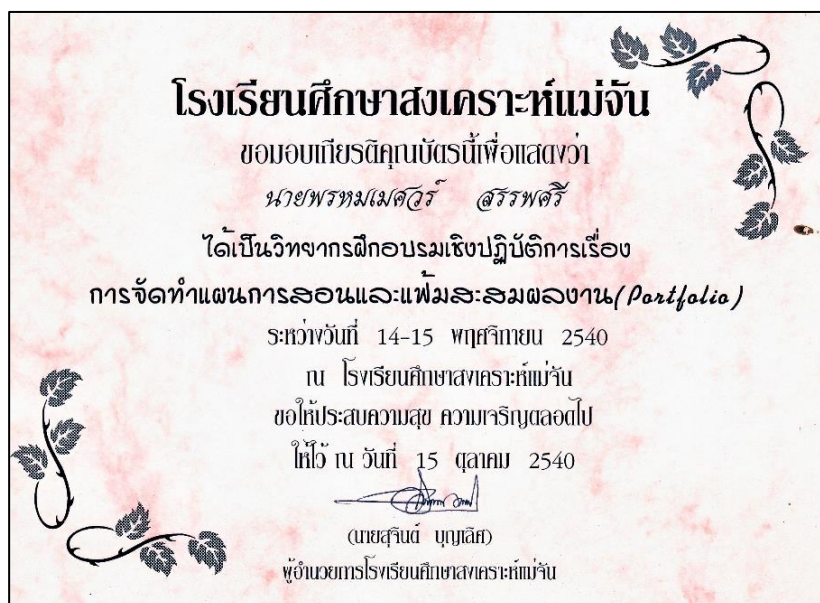 โรงเรียนศึกษาสงเคราะห์แม่จัน
ขอมอบเกียรติคุณบัตรนี้เพื่อแสดงว่า
นายพรหมเมศวร์ สรรพศรี
ได้เป็นวิทยากรฝึกอบรมเชิงปฏิบัติการเรื่อง
การจัดทำแผนการสอนและแฟ้มสะสมผลงาน(Portfolio)
ระหว่างวันที่ 14-15 พฤศจิกายน 2540
ณ โรงเรียนศึกษาสงเคราะห์แม่จัน
ขอให้ประสบความสุข ความเจริญตลอดไป
ให้ไว้ ณ วันที่ 15 ตุลาคม 2540
(นายสุจินต์ บุญเลิศ)
ผู้อำนวยการโรงเรียนศึกษาสงเคราะห์แม่จัน